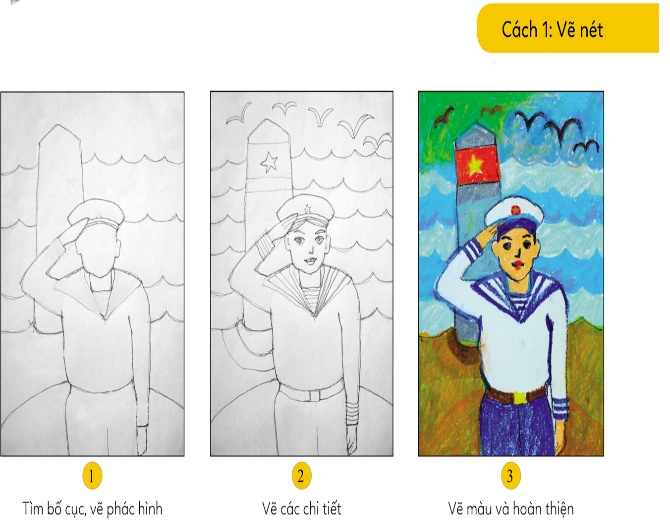 Cách 1: Vẽ nét
1
2
3
Tìm bố cục, vẽ phác hình
Vẽ các chi tiết
Vẽ màu và hoàn thiện